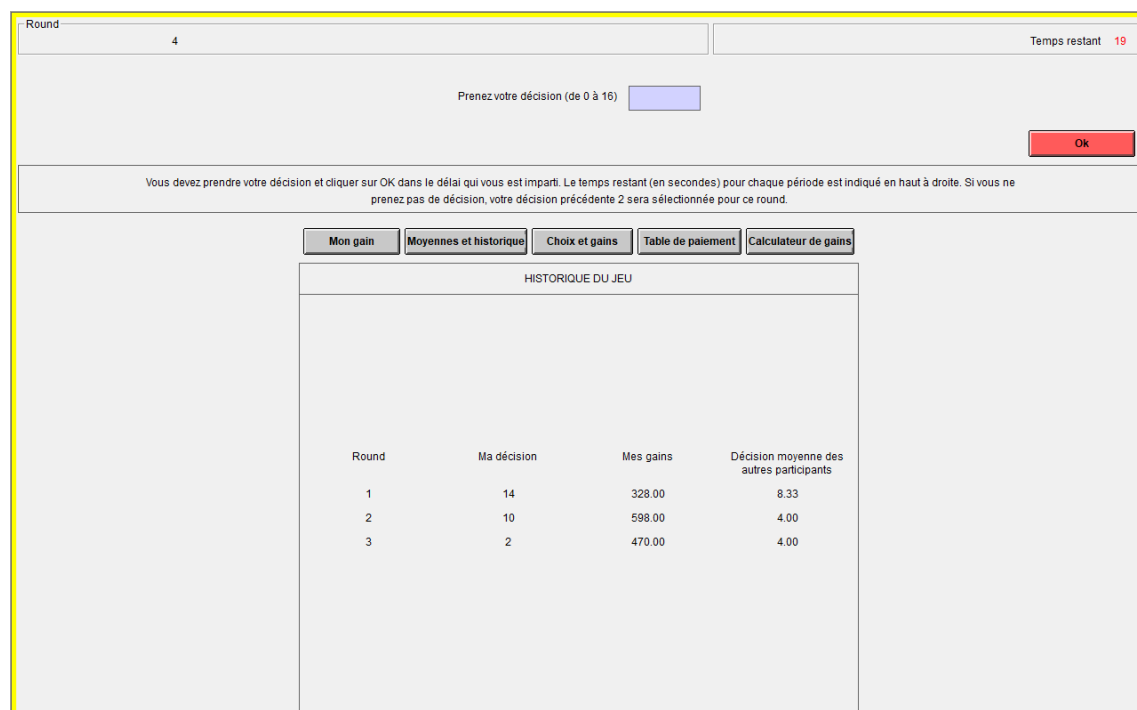 Round
4
Temps restant 19
Prenez votre décision (de 0 à 16)
Ok
Vous devez prendre votre décision et cliquer sur OK dans le délai qui vous est imparti. Le temps restant (en secondes) pour chaque période est indiqué en haut à droite. Si vous ne
prenez pas de décision, votre décision précédente 2 sera sélectionnée pour ce round.
Mon gain Moyennes et historique Choix et gains Table de paiement Calculateur de gains
HISTORIQUE DU JEU
Round Ma décision Mes gains Décision moyenne des
autres participants
1 14 328.00 8.33
2 10 598.00 4.00
3 2 470.00 4.00